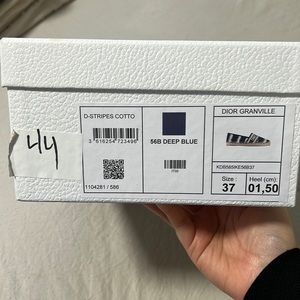 44
D-STRIPES COTTO
3 616254 723496
1104281 / 586
56B DEEP BLUE
DIOR GRANVILLE
KDB585IKE56B37
Size :
37
Heel (cm):
01,50